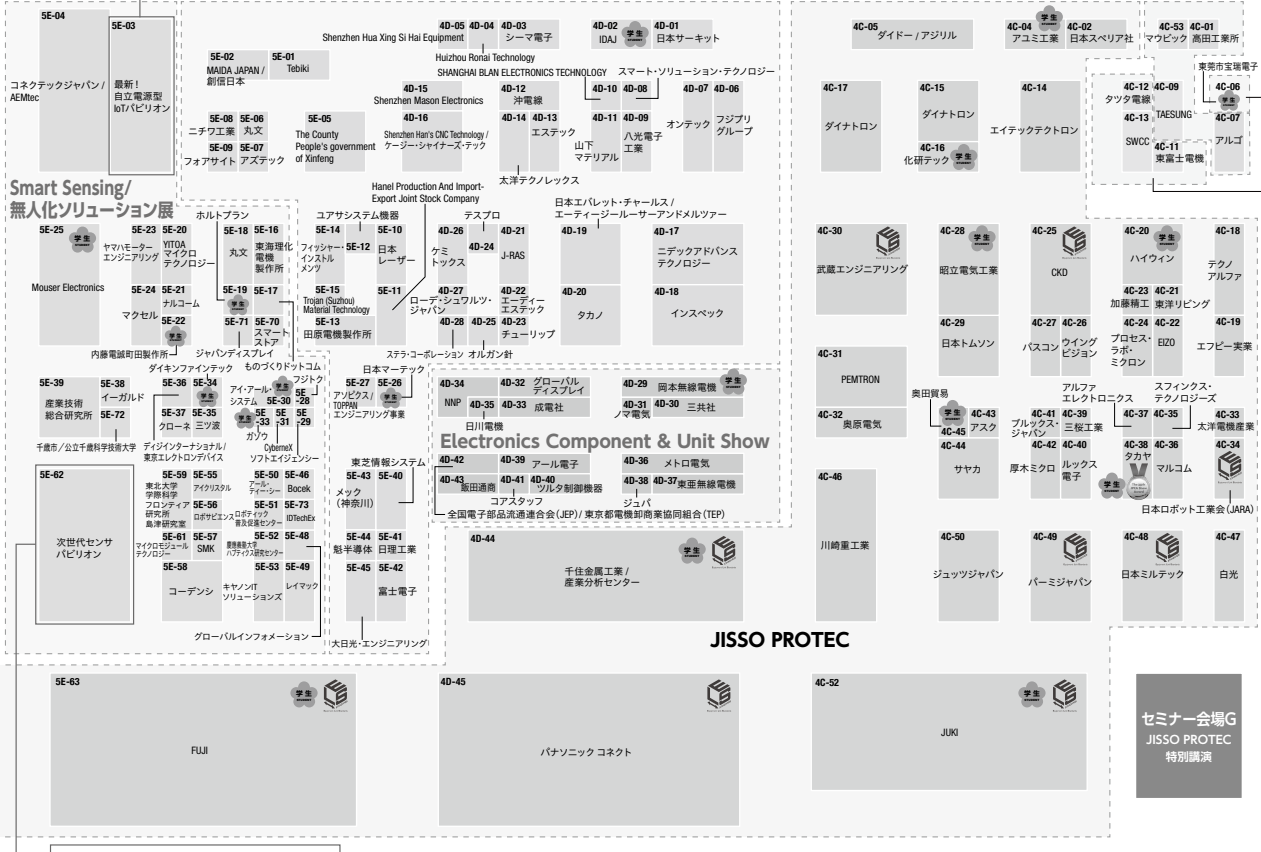 5E-04
コネクテックジャパン /
AEMtec
5E-03
最新！
自立電源型
IoTパビリオン
5E-02
MAIDA JAPAN /
創信日本
5E-01
Tebiki
5E-08
ニチワ工業
5E-06
丸文
5E-09
フォアサイト
5E-07
アズテック
5E-05
The County
People's government
of Xinfeng
4D-05
Shenzhen Hua Xing Si Hai Equipment
4D-04
Huizhou Ronai Technology
4D-03
シーマ電子
4D-02
IDAJ
学生
STUDENT
4D-01
日本サーキット
SHANGHAI BLAN ELECTRONICS TECHNOLOGY
スマート・ソリューション・テクノロジー
4D-15
Shenzhen Mason Electronics
4D-16
Shenzhen Han's CNC Technology /
ケージー・シャイナーズ・テック
4D-12
沖電線
4D-14
4D-13
エステック
太洋テクノレックス
4D-10
4D-08
4D-11
山下
マテリアル
4D-09
八光電子
工業
4D-07
オンテック
4D-06
フジプリ
グループ
4C-05
ダイドー / アジリル
4C-04
アユミ工業
学生
STUDENT
4C-02
日本スペリア社
4C-53
マウビック
4C-01
高田工業所
4C-17
ダイナトロン
4C-15
ダイナトロン
4C-16
化研テック
学生
STUDENT
4C-14
エイテックテクトロン
4C-12
タツタ電線
4C-09
TAESUNG
4C-13
SWCC
4C-11
東富士電機
東莞市宝瑞電子
4C-06
学生
STUDENT
4C-07
アルゴ
Smart Sensing/
無人化ソリューション展
5E-25
学生
STUDENT
Mouser Electronics
5E-23
ヤマハモーター
エンジニアリング
5E-20
YITOA
マイクロ
テクノロジー
5E-24
マクセル
5E-21
ナルコーム
5E-22
学生
STUDENT
内藤電誠町田製作所
ホルトプラン
5E-18
丸文
5E-16
東海理化
電機
製作所
5E-19
学生
STUDENT
5E-17
5E-71
5E-70
スマート
ストア
ジャパンディスプレイ
ものづくりドットコム
Hanel Production And Import-
Export Joint Stock Company
ユアサシステム機器
5E-14
フィッシャー・
インストル
メンツ
5E-12
5E-10
日本
レーザー
5E-15
Trojan (Suzhou)
Material Technology
5E-13
田原電機製作所
5E-11
テスプロ
4D-26
ケミ
トックス
4D-24
4D-21
J-RAS
4D-27
ローデ・シュワルツ・
ジャパン
4D-22
エーディー
エステック
4D-28
4D-25
4D-23
チューリップ
ステラ・コーポレーション
オルガン針
日本エバレット・チャールス /
エーティージールーサーアンドメルツァー
4D-19
4D-17
ニデックアドバンス
テクノロジー
4D-20
タカノ
4D-18
インスペック
4C-30
武蔵エンジニアリング
4C-28
学生
STUDENT
昭立電気工業
4C-25
CKD
4C-20
学生
STUDENT
ハイウィン
4C-18
テクノ
アルファ
4C-23
加藤精工
4C-21
東洋リビング
4C-29
日本トムソン
4C-27
バスコン
4C-26
ウイング
ビジョン
4C-24
プロセス・
ラボ・
ミクロン
4C-22
EIZO
4C-19
エフピー実業
4C-31
PEMTRON
4C-32
奥原電気
奥田貿易
学生
STUDENT
4C-45
4C-43
アスク
4C-44
サヤカ
4C-41
ブルックス・
ジャパン
4C-39
三桜工業
4C-42
厚木ミクロ
4C-40
ルックス
電子
アルファ
エレクトロニクス
スフィンクス・
テクノロジーズ
4C-37
4C-35
4C-33
太洋電機産業
4C-38
タカヤ
学生
STUDENT
4C-36
マルコム
4C-34
日本ロボット工業会（JARA）
4C-46
川崎重工業
4C-50
ジュッツジャパン
4C-49
パーミジャパン
4C-48
日本ミルテック
4C-47
白光
5E-39
産業技術
総合研究所
5E-38
イーガルド
5E-72
千歳市／公立千歳科学技術大学
ダイキンファインテック
5E-36
5E-34
学生
STUDENT
5E-37
クローネ
5E-35
三ツ波
ディジインターナショナル /
東京エレクトロンデバイス
アイ・アール・
システム
学生
5E-30
フジトク
5E
-28
学生
STUDENT
5E
-33
5E
-31
5E
-29
ガゾウ
CyberneX
ソフトエイジェンシー
日本マーテック
5E-27
アソビクス /
TOPPAN
エンジニアリング事業
5E-26
学生
STUDENT
4D-34
NNP
4D-32
グローバル
ディスプレイ
4D-35
日川電機
4D-33
成電社
4D-29
岡本無線電機
学生
STUDENT
4D-31
ノマ電気
4D-30
三共社
Electronics Component & Unit Show
4D-42
4D-39
アール電子
4D-36
メトロ電気
4D-43
飯田通商
4D-41
4D-40
ツルタ制御機器
4D-38
4D-37
東亜無線電機
コアスタッフ
ジュパ
全国電子部品流通連合会（JEP）/ 東京都電機卸商業協同組合（TEP）
5E-62
次世代センサ
パビリオン
5E-59
東北大学
学際科学
フロンティア
研究所
島津研究室
5E-55
アイクリスタル
5E-56
ロボサピエンス
5E-61
マイクロモジュール
テクノロジー
5E-57
SMK
5E-58
コーデンシ
5E-50
アール・
ディー・シー
5E-46
Bocek
5E-51
ロボティック
普及促進センター
5E-73
IDTechEx
5E-52
慶應義塾大学
ハプティクス研究センター
5E-48
5E-53
キヤノンIT
ソリューションズ
5E-49
レイマック
グローバルインフォメーション
東芝情報システム
5E-43
メック
(神奈川)
5E-40
5E-44
魁半導体
5E-41
日理工業
5E-45
5E-42
富士電子
大日光・エンジニアリング
4D-44
千住金属工業 /
産業分析センター
学生
STUDENT
JISSO PROTEC
5E-63
FUJI
学生
STUDENT
4D-45
パナソニック コネクト
4C-52
JUKI
学生
STUDENT
セミナー会場G
JISSO PROTEC
特別講演